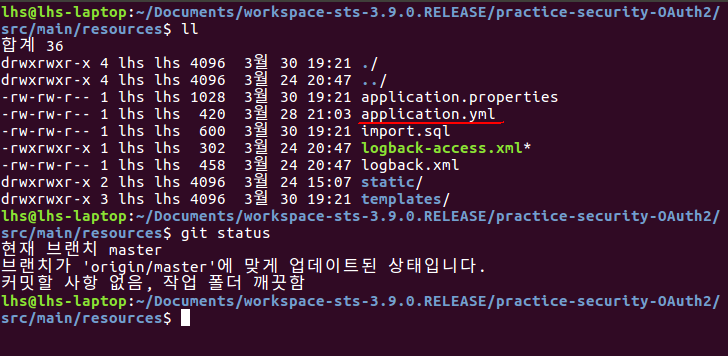 lhs@lhs-laptop:~/Documents/workspace-sts-3.9.0.RELEASE/practice-security-OAuth2/
src/main/resources$ ll
합계 36
drwxrwxr-x 4 lhs lhs 4096  3월 30 19:21 ./
drwxrwxr-x 4 lhs lhs 4096  3월 24 20:47 ../
-rw-rw-r-- 1 lhs lhs 1028  3월 30 19:21 application.properties
-rw-rw-r-- 1 lhs lhs  420  3월 28 21:03 application.yml
-rw-rw-r-- 1 lhs lhs  600  3월 30 19:21 import.sql
-rwxrwxr-x 1 lhs lhs  302  3월 24 20:47 logback-access.xml*
-rw-rw-r-- 1 lhs lhs  458  3월 24 20:47 logback.xml
drwxrwxr-x 2 lhs lhs 4096  3월 24 15:07 static/
drwxrwxr-x 3 lhs lhs 4096  3월 30 19:21 templates/
lhs@lhs-laptop:~/Documents/workspace-sts-3.9.0.RELEASE/practice-security-OAuth2/
src/main/resources$ git status
현재 브랜치 master
브랜치가 'origin/master'에 맞게 업데이트된 상태입니다.
커밋할 사항 없음, 작업 폴더 깨끗함
lhs@lhs-laptop:~/Documents/workspace-sts-3.9.0.RELEASE/practice-security-OAuth2/
src/main/resources$